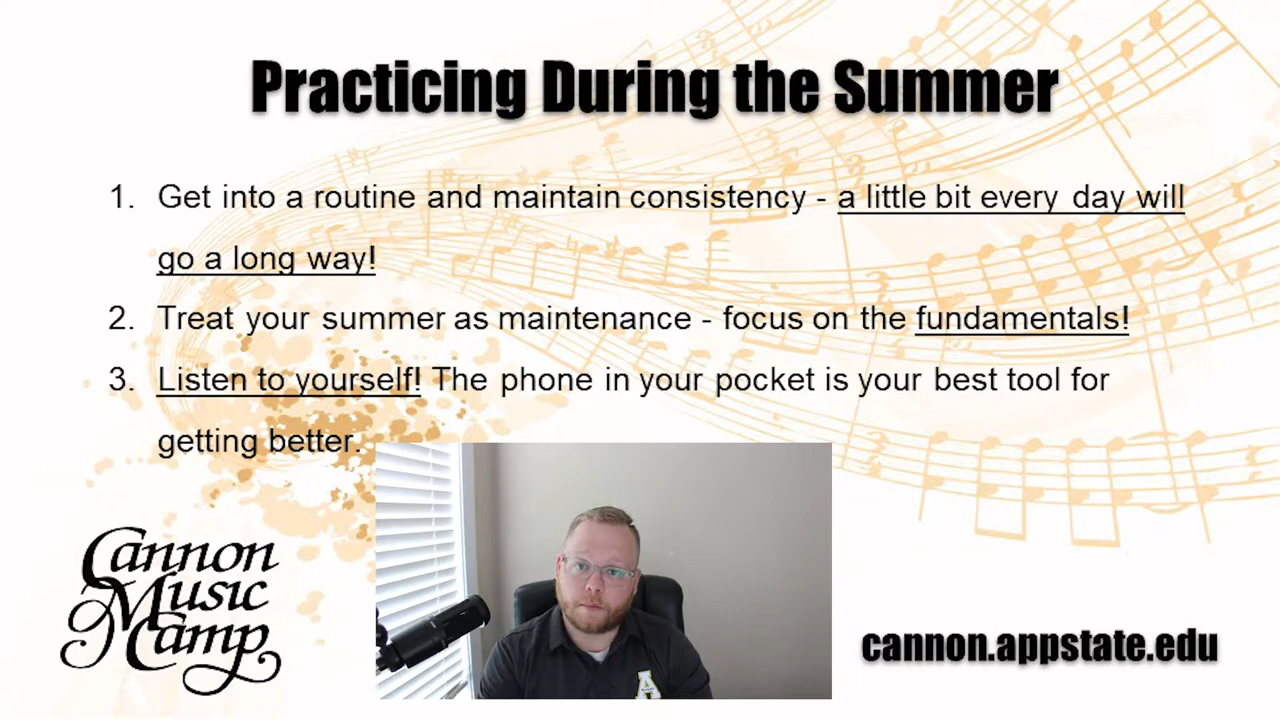 Practicing During the Summer
1. Get into a routine and maintain consistency - a little bit every day will
go a long way!
2. Treat your summer as maintenance - focus on the fundamentals!
3. Listen to yourself! The phone in your pocket is your best tool for
getting better.
Cannon
Music
Camp
cannon.appstate.edu
A